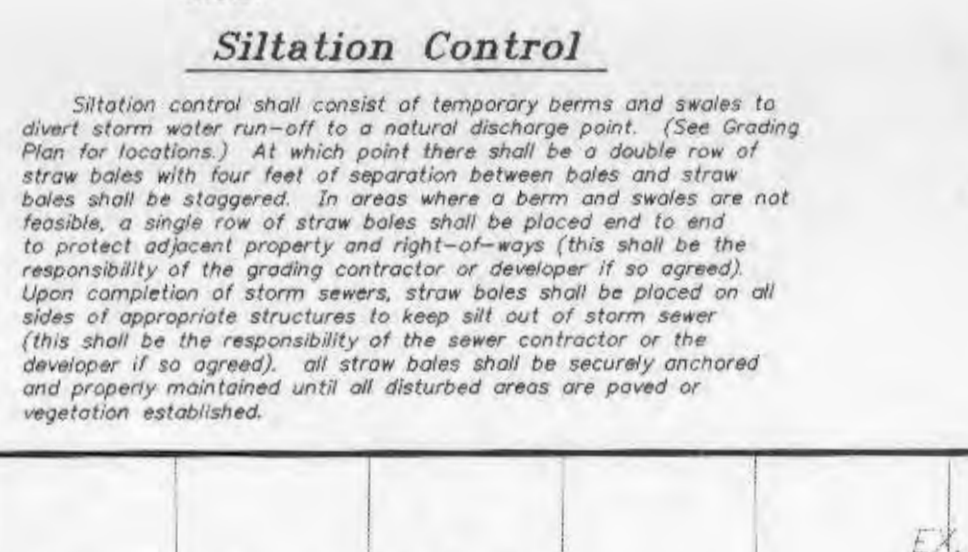 Siltation Control
Siltation control shall consist of temporary berms and swales to
divert storm water run-off to a natural discharge point. (See Grading
Plan for locations.) At which point there shall be a double row of
straw bales with four feet of separation between bales and straw
bales shall be staggered. In areas where a berm and swales are not
feasible, a single row of straw bales shall be placed end to end
to protect adjacent property and right-of-ways (this shall be the
responsibility of the grading contractor or developer if so agreed).
Upon completion of storm sewers, straw bales shall be placed on all
sides of appropriate structures to keep silt out of storm sewer
(this shall be the responsibility of the sewer contractor or the
developer if so agreed). all straw bales shall be securely anchored
and properly maintained until all disturbed areas are paved or
vegetation established.
EX.